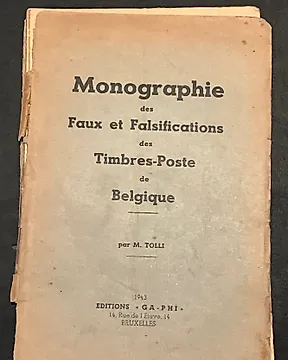 Monographie
des
Faux et Falsifications
des
Timbres-Poste
de
Belgique
par M. TOLLI
1943
EDITIONS « GA-PHI »
14, Rue de l'Etuve, 14
BRUXELLES